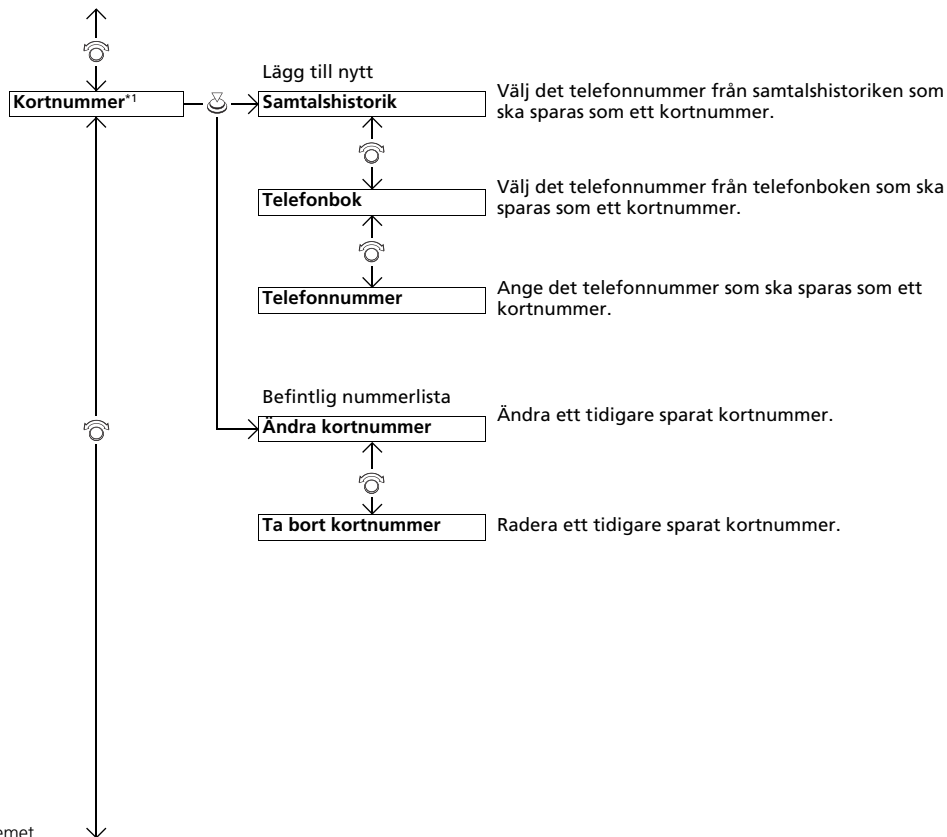 Lägg till nytt
Kortnummer*1
Samtalshistorik
Välj det telefonnummer från samtalshistoriken som
ska sparas som ett kortnummer.
Telefonbok
Välj det telefonnummer från telefonboken som ska
sparas som ett kortnummer.
Telefonnummer
Ange det telefonnummer som ska sparas som ett
kortnummer.
Befintlig nummerlista
Ändra kortnummer
Ändra ett tidigare sparat kortnummer.
Ta bort kortnummer
Radera ett tidigare sparat kortnummer.